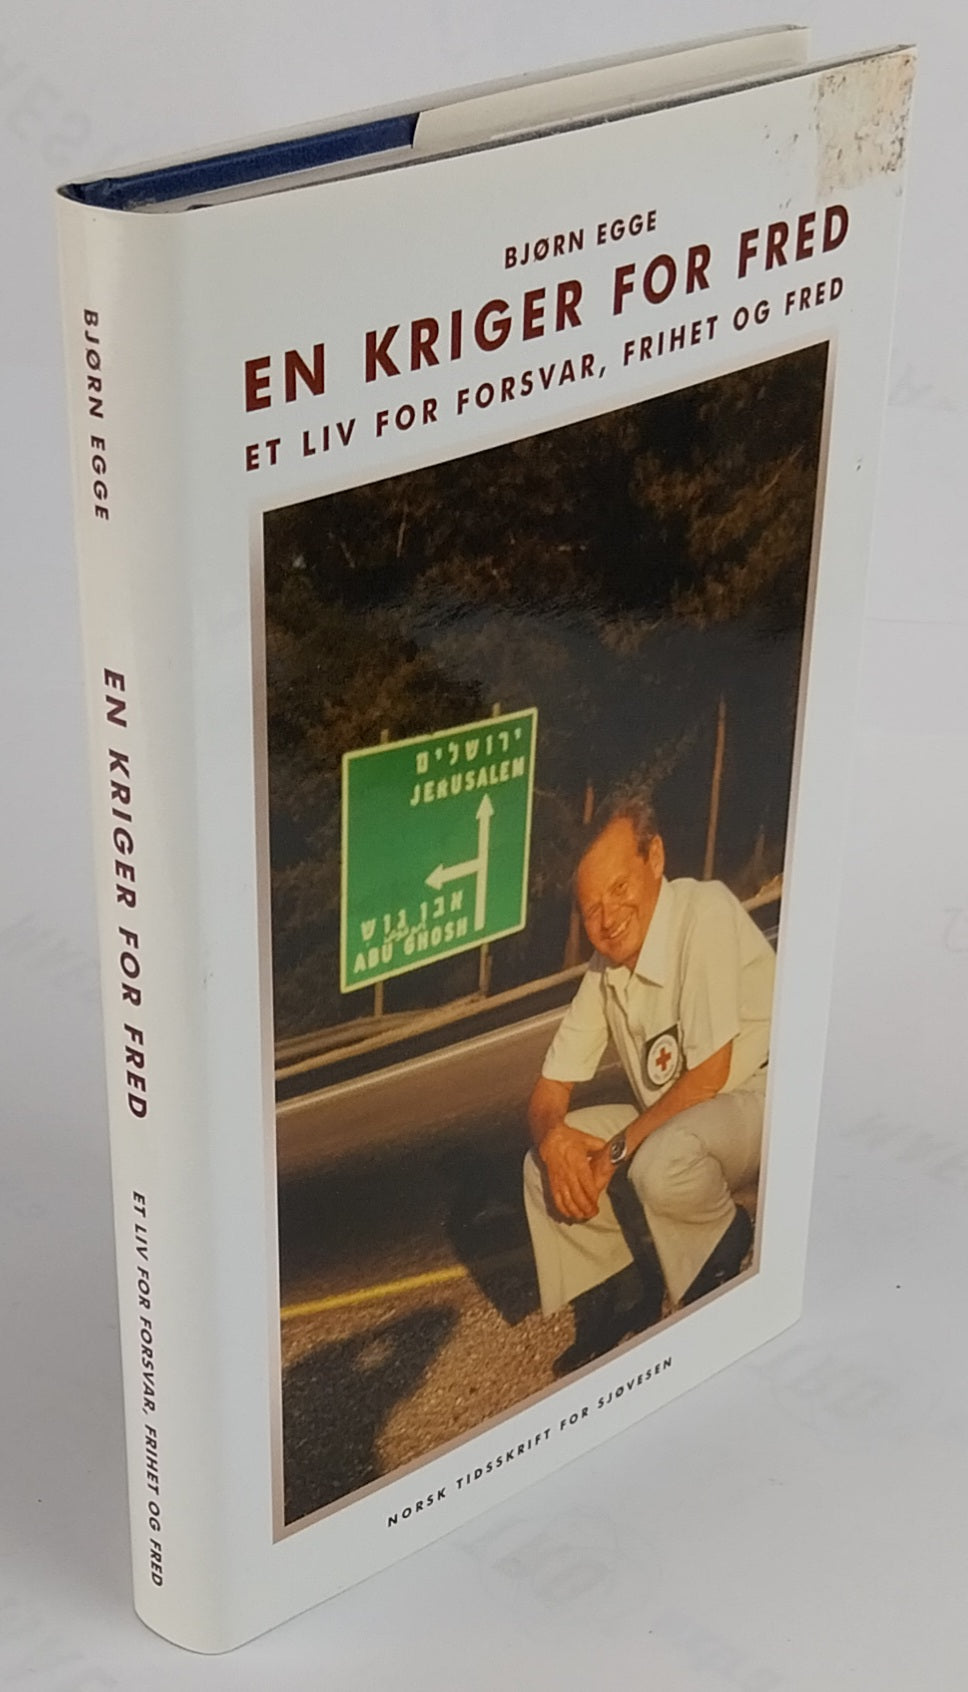 BJØRN EGGE
EN KRIGER FOR FRED
ET LIV FOR FORSVAR, FRIHET OG FRED
ירושלים
JERUSALEM
אבו גוש
ABU GHOSH
NORSK TIDSSKRIFT FOR SJØVESEN
BJØRN EGGE
EN KRIGER FOR FRED
ET LIV FOR FORSVAR, FRIHET OG FRED